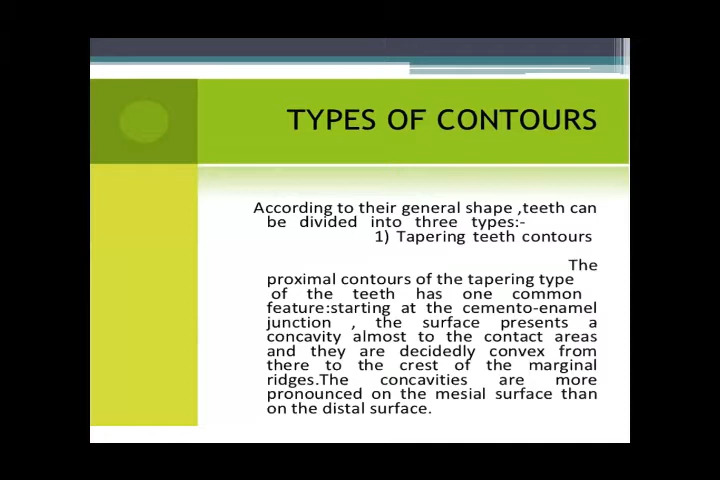 TYPES OF CONTOURS
According to their general shape ,teeth can
be divided into three types:-
1) Tapering teeth contours
The
proximal contours of the tapering type
of the teeth has one common
feature:starting at the cemento-enamel
junction , the surface presents a
concavity almost to the contact areas
and they are decidedly convex from
there to the crest of the marginal
ridges.The concavities are more
pronounced on the mesial surface than
on the distal surface.